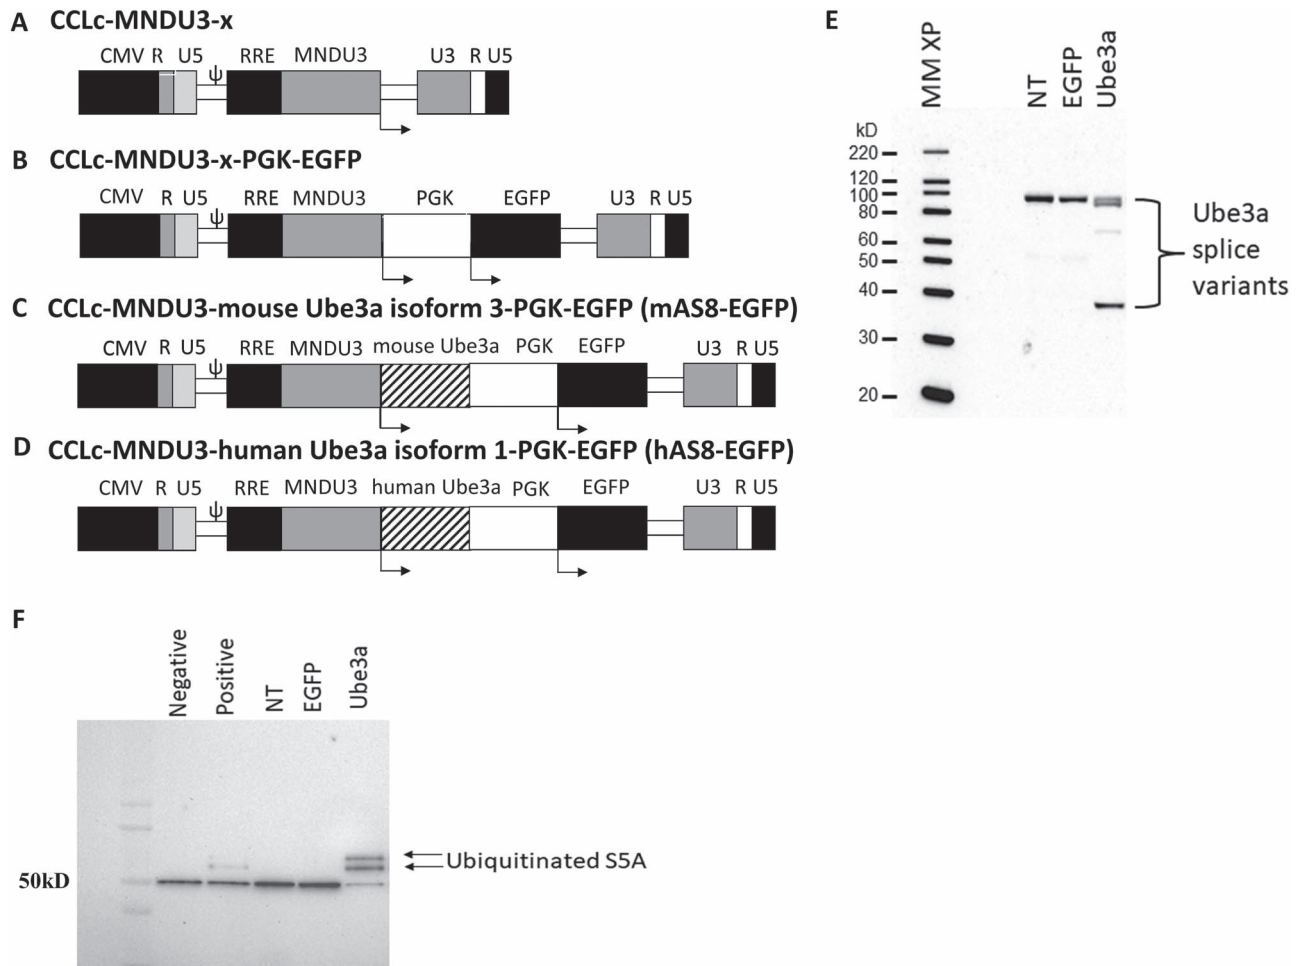 A CCLc-MNDU3-x
CMV R U5 ψ RRE MNDU3 U3 R U5
B CCLc-MNDU3-x-PGK-EGFP
CMV R U5 ψ RRE MNDU3 PGK EGFP U3 R U5
C CCLc-MNDU3-mouse Ube3a isoform 3-PGK-EGFP (mAS8-EGFP)
CMV R U5 ψ RRE MNDU3 mouse Ube3a PGK EGFP U3 R U5
D CCLc-MNDU3-human Ube3a isoform 1-PGK-EGFP (hAS8-EGFP)
CMV R U5 ψ RRE MNDU3 human Ube3a PGK EGFP U3 R U5
E
MM XP
NT
EGFP
Ube3a
kD
220
120
100
80
60
50
40
30
20
Ube3a
splice
variants
F
Negative
Positive
NT
EGFP
Ube3a
50kD
Ubiquitinated S5A